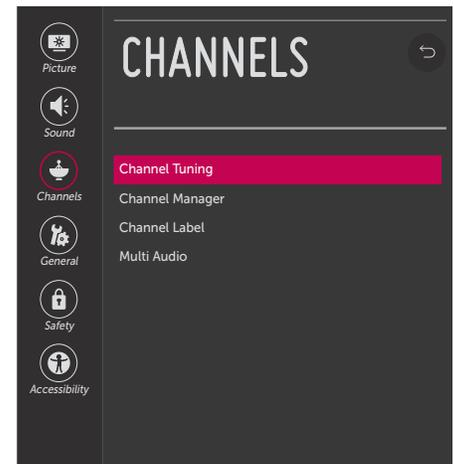 CHANNELS
Picture
Sound
Channels
General
Safety
Accessibility
Channel Tuning
Channel Manager
Channel Label
Multi Audio